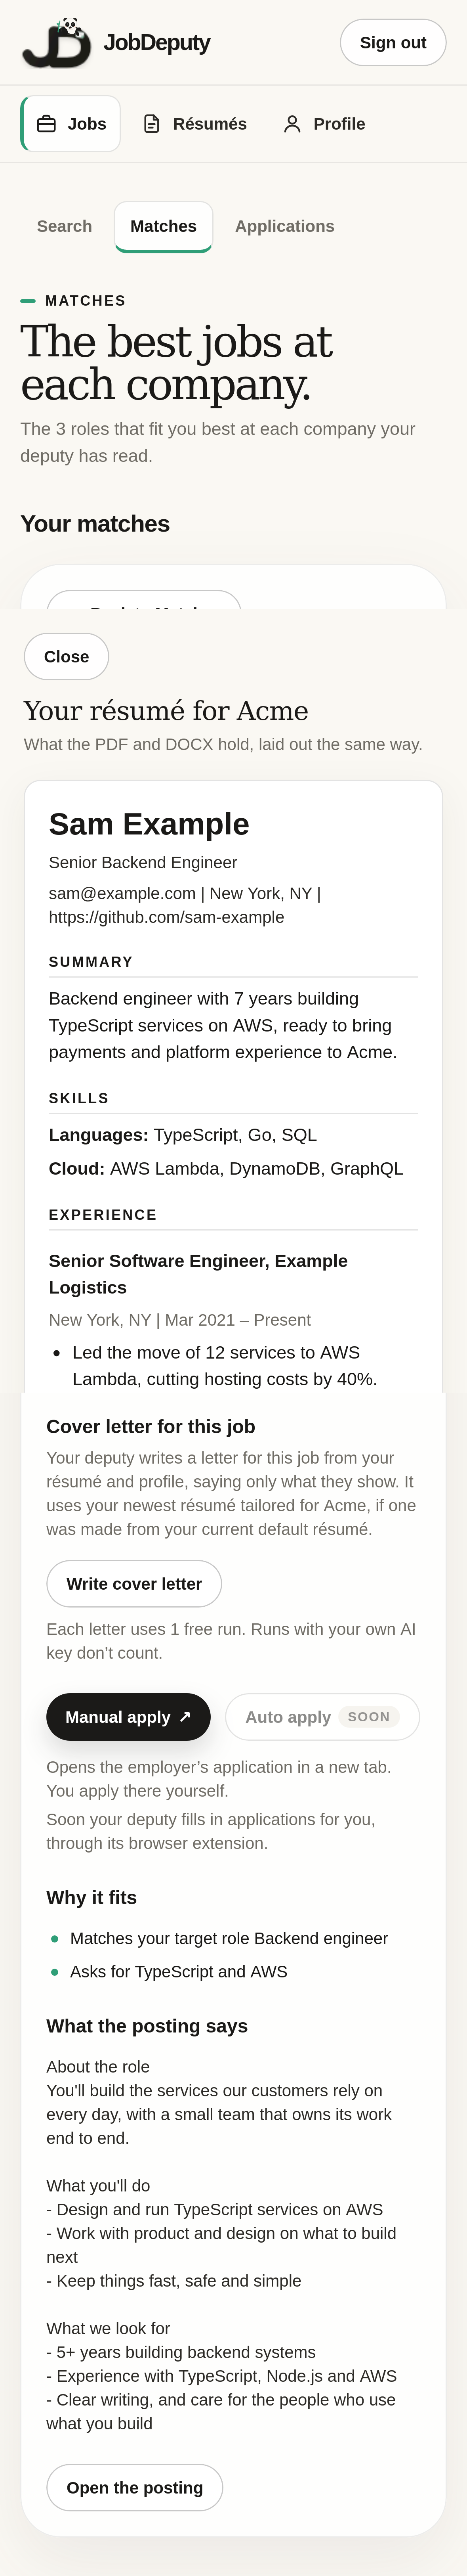 JobDeputy
Sign out
Jobs
Résumés
Profile
Search
Matches
Applications
MATCHES
The best jobs at
each company.
The 3 roles that fit you best at each company your
deputy has read.
Your matches
Close
Your résumé for Acme
What the PDF and DOCX hold, laid out the same way.
Sam Example
Senior Backend Engineer
sam@example.com | New York, NY |
https://github.com/sam-example
SUMMARY
Backend engineer with 7 years building
TypeScript services on AWS, ready to bring
payments and platform experience to Acme.
SKILLS
Languages: TypeScript, Go, SQL
Cloud: AWS Lambda, DynamoDB, GraphQL
EXPERIENCE
Senior Software Engineer, Example
Logistics
New York, NY | Mar 2021 – Present
• Led the move of 12 services to AWS
Lambda, cutting hosting costs by 40%.
Cover letter for this job
Your deputy writes a letter for this job from your
résumé and profile, saying only what they show. It
uses your newest résumé tailored for Acme, if one
was made from your current default résumé.
Write cover letter
Each letter uses 1 free run. Runs with your own AI
key don’t count.
Manual apply ↗
Auto apply SOON
Opens the employer’s application in a new tab.
You apply there yourself.
Soon your deputy fills in applications for you,
through its browser extension.
Why it fits
• Matches your target role Backend engineer
• Asks for TypeScript and AWS
What the posting says
About the role
You'll build the services our customers rely on
every day, with a small team that owns its work
end to end.
What you'll do
- Design and run TypeScript services on AWS
- Work with product and design on what to build
next
- Keep things fast, safe and simple
What we look for
- 5+ years building backend systems
- Experience with TypeScript, Node.js and AWS
- Clear writing, and care for the people who use
what you build
Open the posting